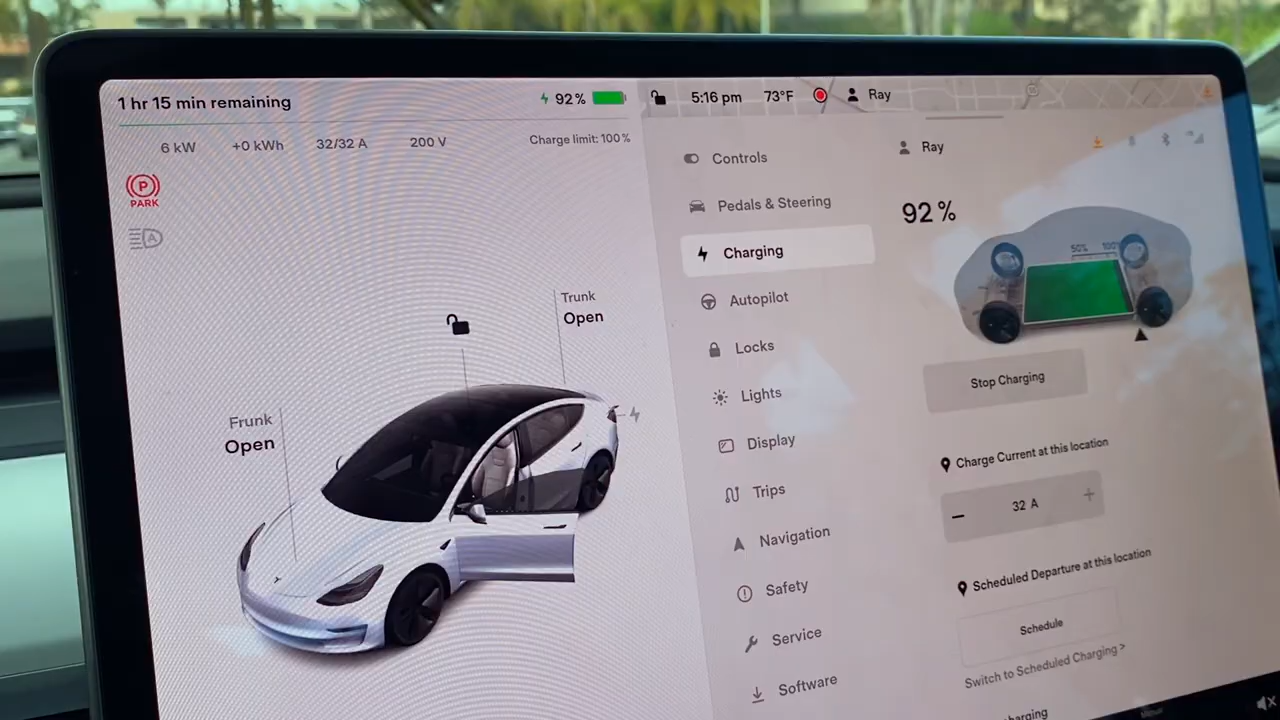 1 hr 15 min remaining
92%
5:16 pm
73°F
Ray
6 kW
+0 kWh
32/32 A
200 V
Charge limit: 100%
P
PARK
A
Trunk
Open
Frunk
Open
Controls
Pedals & Steering
Charging
Autopilot
Locks
Lights
Display
Trips
Navigation
Safety
Service
Software
Ray
92 %
50%
100%
Stop Charging
Charge Current at this location
32 A
Scheduled Departure at this location
Schedule
Switch to Scheduled Charging >